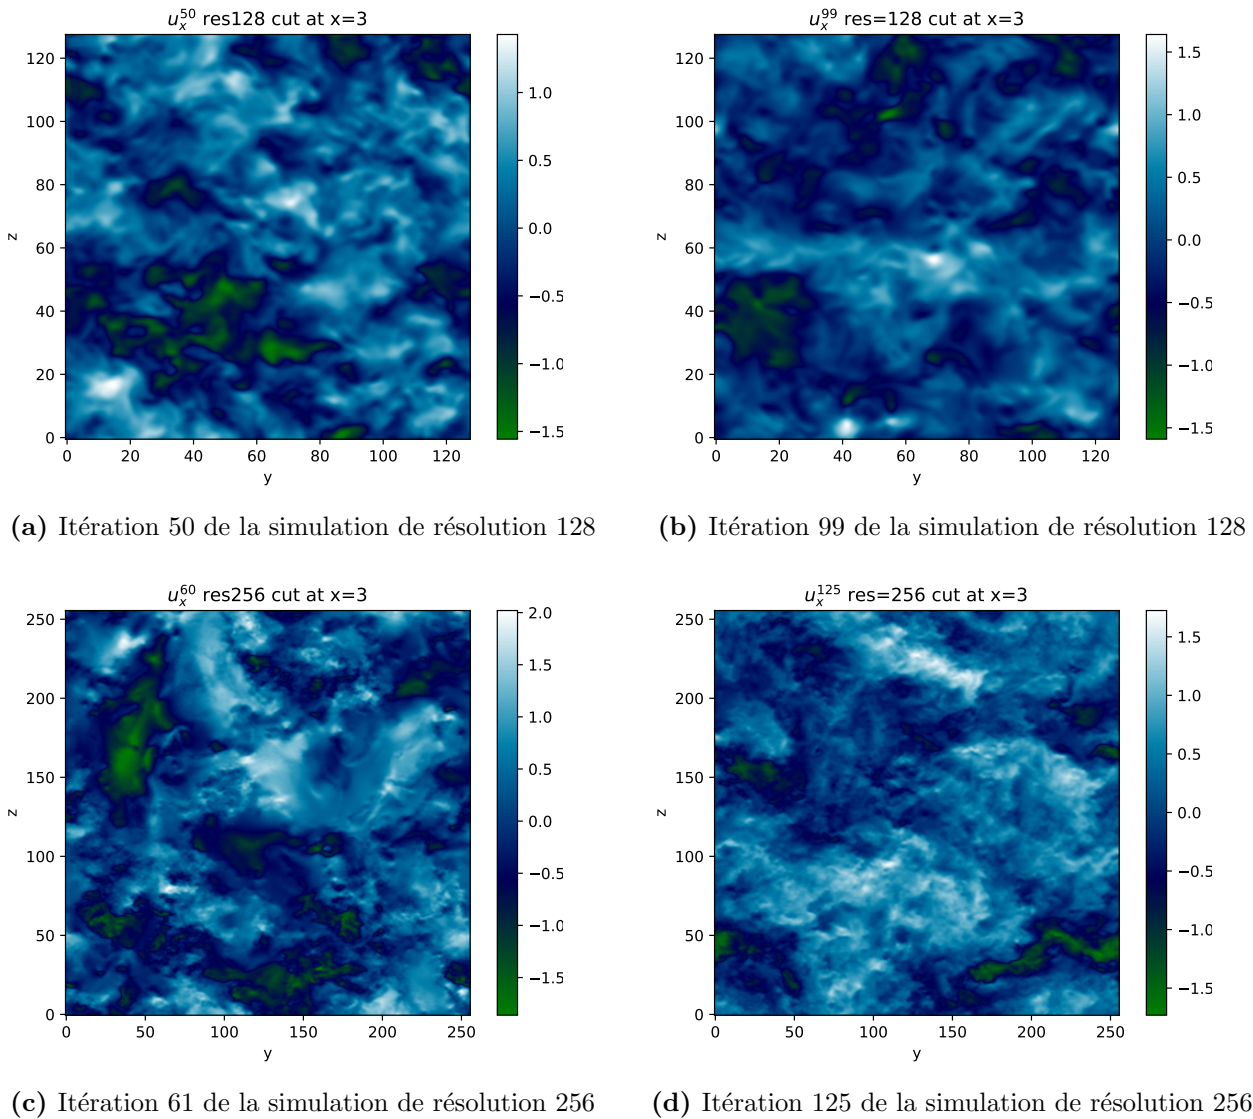 u_x^50 res128 cut at x=3
u_x^99 res=128 cut at x=3
120
100
80
60
40
20
0
z
0 20 40 60 80 100 120
y
1.0
0.5
0.0
−0.5
−1.0
−1.5
120
100
80
60
40
20
0
z
0 20 40 60 80 100 120
y
1.5
1.0
0.5
0.0
−0.5
−1.0
−1.5
(a) Itération 50 de la simulation de résolution 128
(b) Itération 99 de la simulation de résolution 128
u_x^60 res256 cut at x=3
u_x^125 res=256 cut at x=3
250
200
150
100
50
0
z
0 50 100 150 200 250
y
2.0
1.5
1.0
0.5
0.0
−0.5
−1.0
−1.5
250
200
150
100
50
0
z
0 50 100 150 200 250
y
1.5
1.0
0.5
0.0
−0.5
−1.0
−1.5
(c) Itération 61 de la simulation de résolution 256
(d) Itération 125 de la simulation de résolution 256